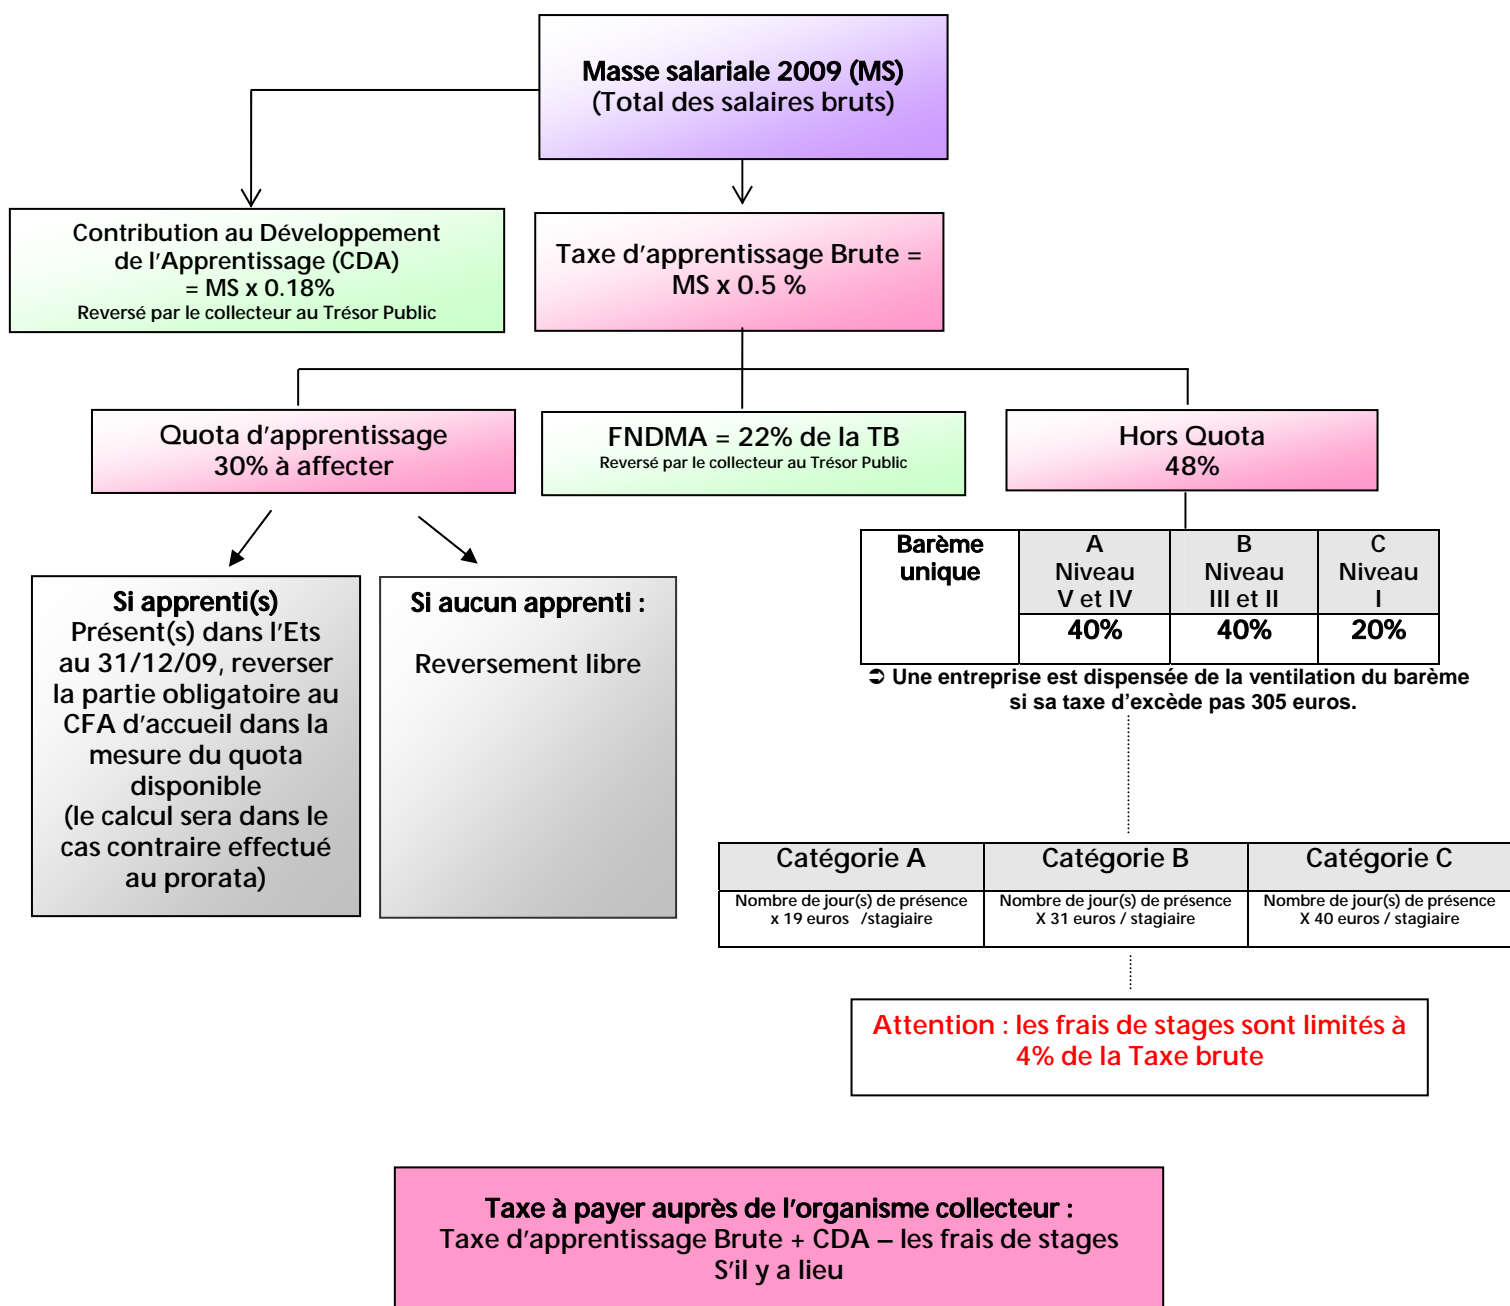 Masse salariale 2009 (MS)
(Total des salaires bruts)
Contribution au Développement
de l'Apprentissage (CDA)
= MS x 0.18%
Reversé par le collecteur au Trésor Public
Taxe d'apprentissage Brute =
MS x 0.5 %
Quota d'apprentissage
30% à affecter
FNDMA = 22% de la TB
Reversé par le collecteur au Trésor Public
Hors Quota
48%
Si apprenti(s)
Présent(s) dans l'Ets
au 31/12/09, reverser
la partie obligatoire au
CFA d'accueil dans la
mesure du quota
disponible
(le calcul sera dans le
cas contraire effectué
au prorata)
Si aucun apprenti :
Reversement libre
Barème
unique
A
Niveau
V et IV
B
Niveau
III et II
C
Niveau
I
40%
40%
20%
➲ Une entreprise est dispensée de la ventilation du barème
si sa taxe d'excède pas 305 euros.
Catégorie A
Catégorie B
Catégorie C
Nombre de jour(s) de présence
x 19 euros /stagiaire
Nombre de jour(s) de présence
X 31 euros / stagiaire
Nombre de jour(s) de présence
X 40 euros / stagiaire
Attention : les frais de stages sont limités à
4% de la Taxe brute
Taxe à payer auprès de l'organisme collecteur :
Taxe d'apprentissage Brute + CDA – les frais de stages
S'il y a lieu